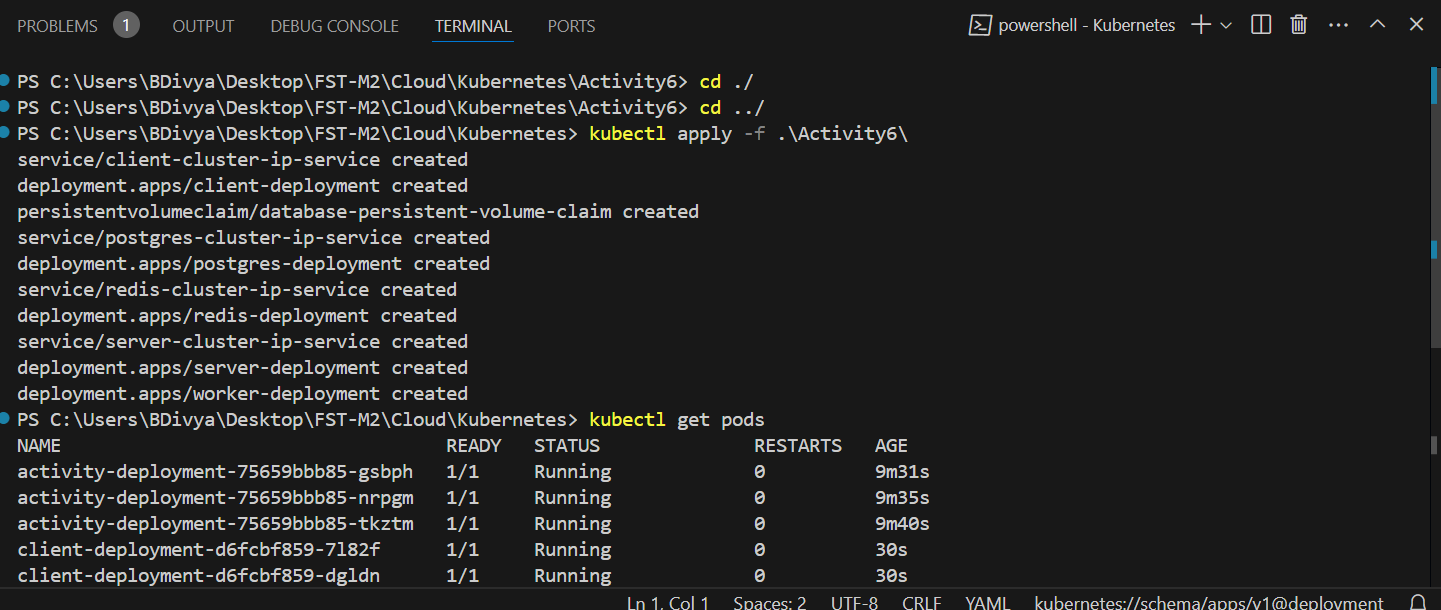 PROBLEMS 1 OUTPUT DEBUG CONSOLE TERMINAL PORTS powershell - Kubernetes
PS C:\Users\BDivya\Desktop\FST-M2\Cloud\Kubernetes\Activity6> cd ./
PS C:\Users\BDivya\Desktop\FST-M2\Cloud\Kubernetes\Activity6> cd ../
PS C:\Users\BDivya\Desktop\FST-M2\Cloud\Kubernetes> kubectl apply -f .\Activity6\
service/client-cluster-ip-service created
deployment.apps/client-deployment created
persistentvolumeclaim/database-persistent-volume-claim created
service/postgres-cluster-ip-service created
deployment.apps/postgres-deployment created
service/redis-cluster-ip-service created
deployment.apps/redis-deployment created
service/server-cluster-ip-service created
deployment.apps/server-deployment created
deployment.apps/worker-deployment created
PS C:\Users\BDivya\Desktop\FST-M2\Cloud\Kubernetes> kubectl get pods
NAME READY STATUS RESTARTS AGE
activity-deployment-75659bbb85-gsbph 1/1 Running 0 9m31s
activity-deployment-75659bbb85-nrpgm 1/1 Running 0 9m35s
activity-deployment-75659bbb85-tkztm 1/1 Running 0 9m40s
client-deployment-d6fcbf859-7l82f 1/1 Running 0 30s
client-deployment-d6fcbf859-dgldn 1/1 Running 0 30s
Ln 1, Col 1 Spaces: 2 UTF-8 CRLF YAML kubernetes://schema/apps/v1@deployment